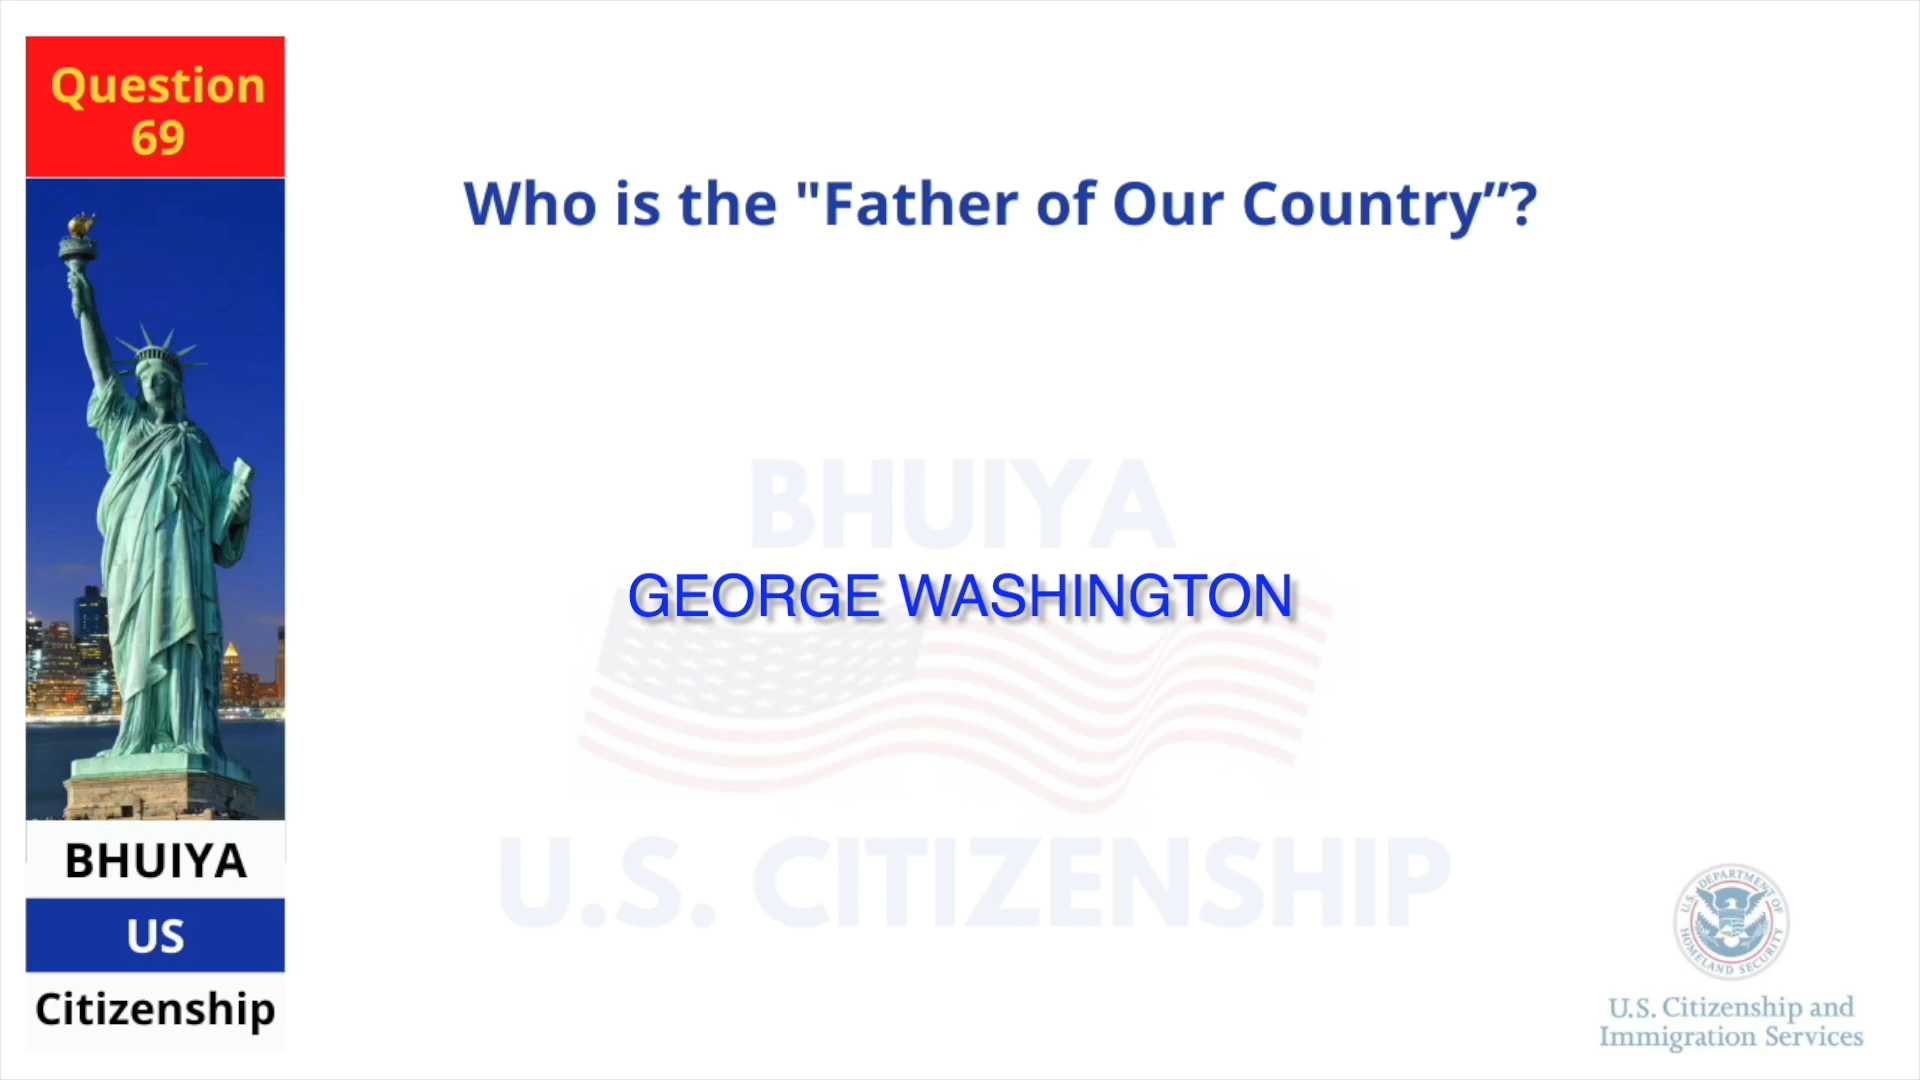 Question
69
Who is the "Father of Our Country”?
BHUIYA
GEORGE WASHINGTON
U.S. CITIZENSHIP
BHUIYA
US
Citizenship
U.S. DEPARTMENT OF
HOMELAND SECURITY
U.S. Citizenship and
Immigration Services